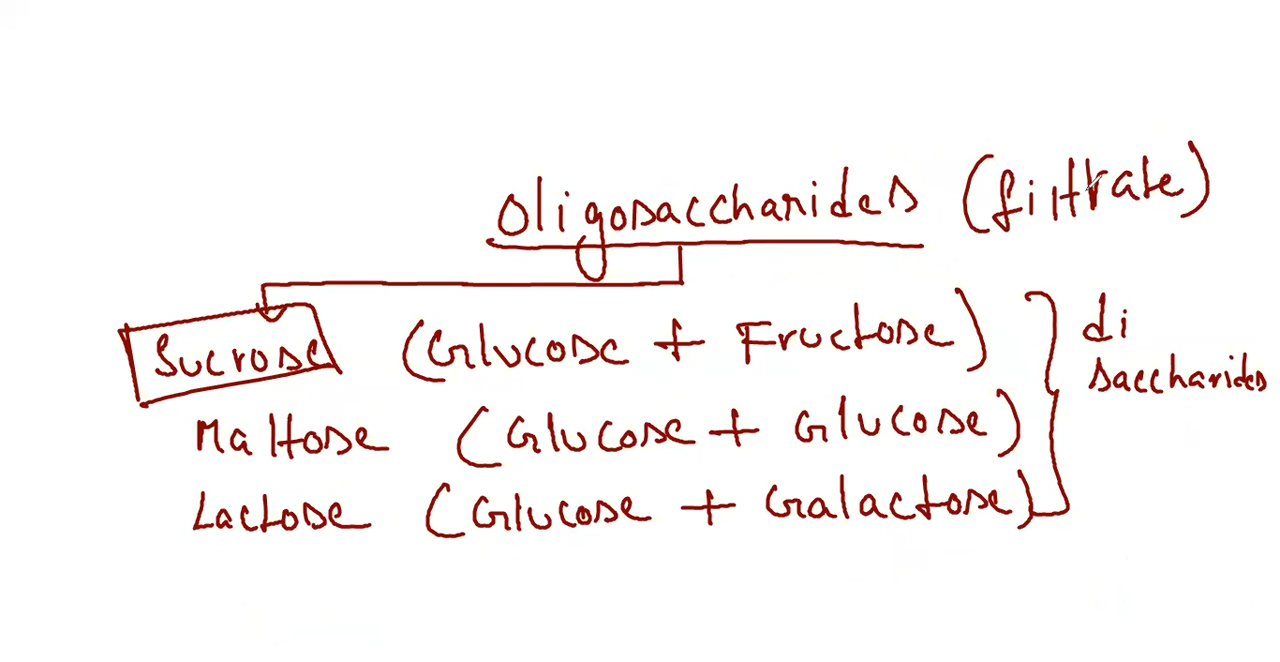 Oligosaccharides (filtrate)
Sucrose (Glucose + Fructose)
Maltose (Glucose + Glucose)
Lactose (Glucose + Galactose)
di
saccharides